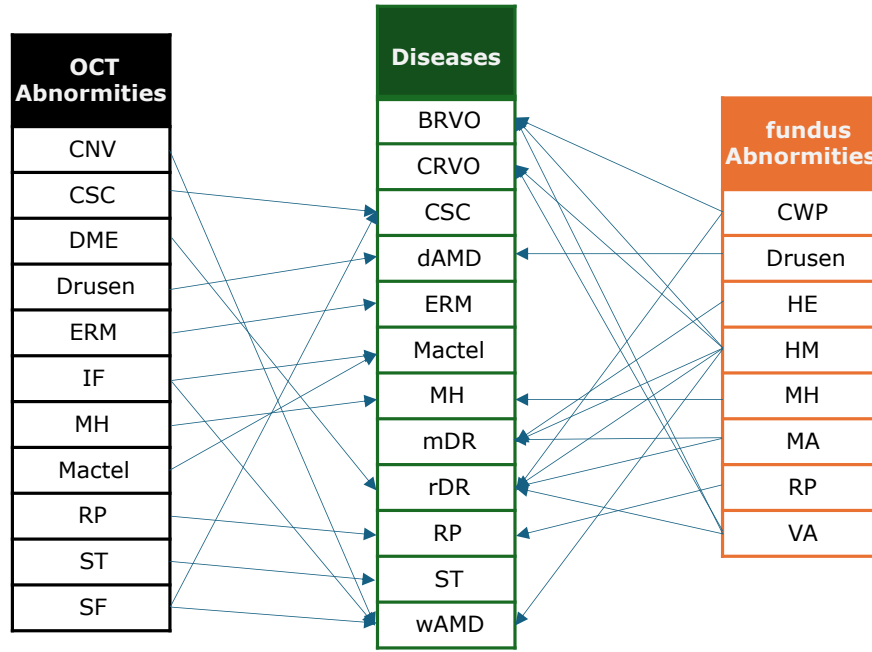 OCT
Abnormities
CNV
CSC
DME
Drusen
ERM
IF
MH
Mactel
RP
ST
SF
Diseases
BRVO
CRVO
CSC
dAMD
ERM
Mactel
MH
mDR
rDR
RP
ST
wAMD
fundus
Abnormities
CWP
Drusen
HE
HM
MH
MA
RP
VA